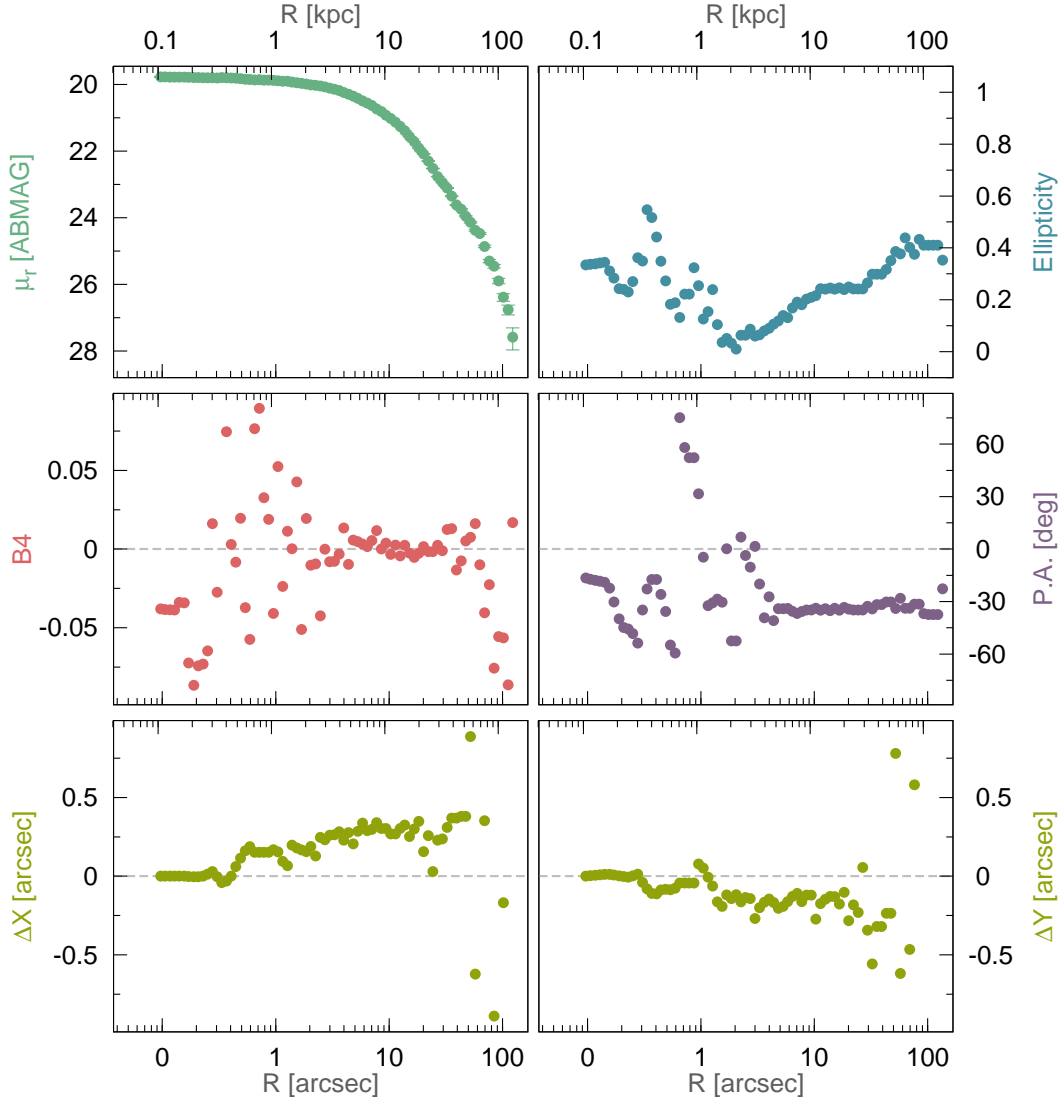 R [kpc]
R [kpc]
0.1 1 10 100
0.1 1 10 100
20
22
24
26
28
μr [ABMAG]
1
0.8
0.6
0.4
0.2
0
Ellipticity
0.05
0
-0.05
B4
60
30
0
-30
-60
P.A. [deg]
0.5
0
-0.5
ΔX [arcsec]
0.5
0
-0.5
ΔY [arcsec]
0 1 10 100
0 1 10 100
R [arcsec]
R [arcsec]